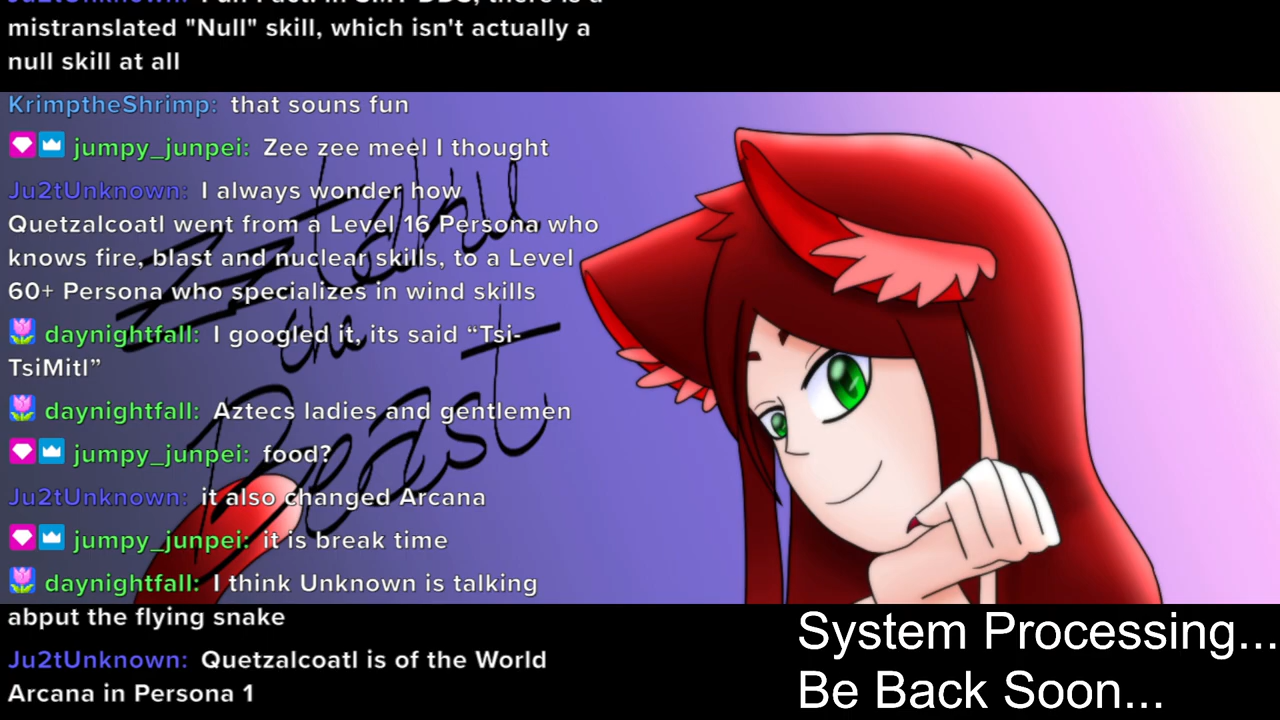 mistranslated "Null" skill, which isn't actually a
null skill at all
KrimptheShrimp: that souns fun
jumpy_junpei: Zee zee meel I thought
Ju2tUnknown: I always wonder how
Quetzalcoatl went from a Level 16 Persona who
knows fire, blast and nuclear skills, to a Level
60+ Persona who specializes in wind skills
daynightfall: I googled it, its said “Tsi-
TsiMitl”
daynightfall: Aztecs ladies and gentlemen
jumpy_junpei: food?
Ju2tUnknown: it also changed Arcana
jumpy_junpei: it is break time
daynightfall: I think Unknown is talking
abput the flying snake
Ju2tUnknown: Quetzalcoatl is of the World
Arcana in Persona 1
the
Beast
System Processing...
Be Back Soon...